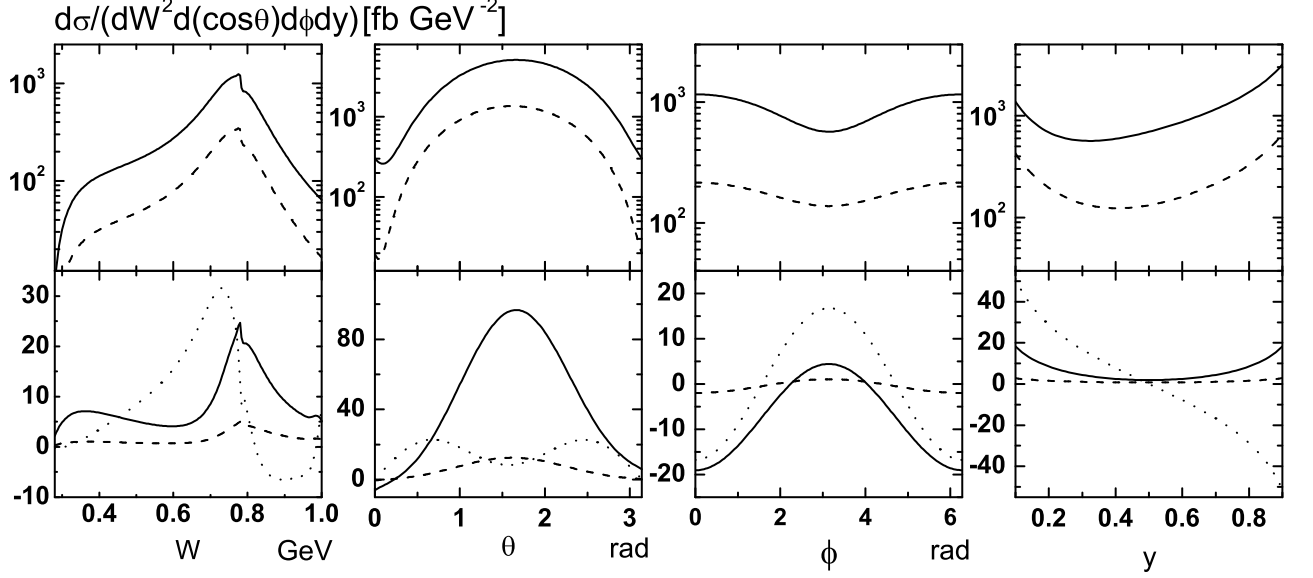 dσ/(dW²d(cosθ)dϕdy)[fb GeV⁻²]
10³ 10³ 10³ 10³
10² 10² 10² 10²
30 80 20 40
20 40 10 20
10 0 0 0
0 -10 -20
-10 -20 -40
0.4 0.6 0.8 1.0 0 1 2 3 0 2 4 6 0.2 0.4 0.6 0.8
W GeV θ rad ϕ rad y